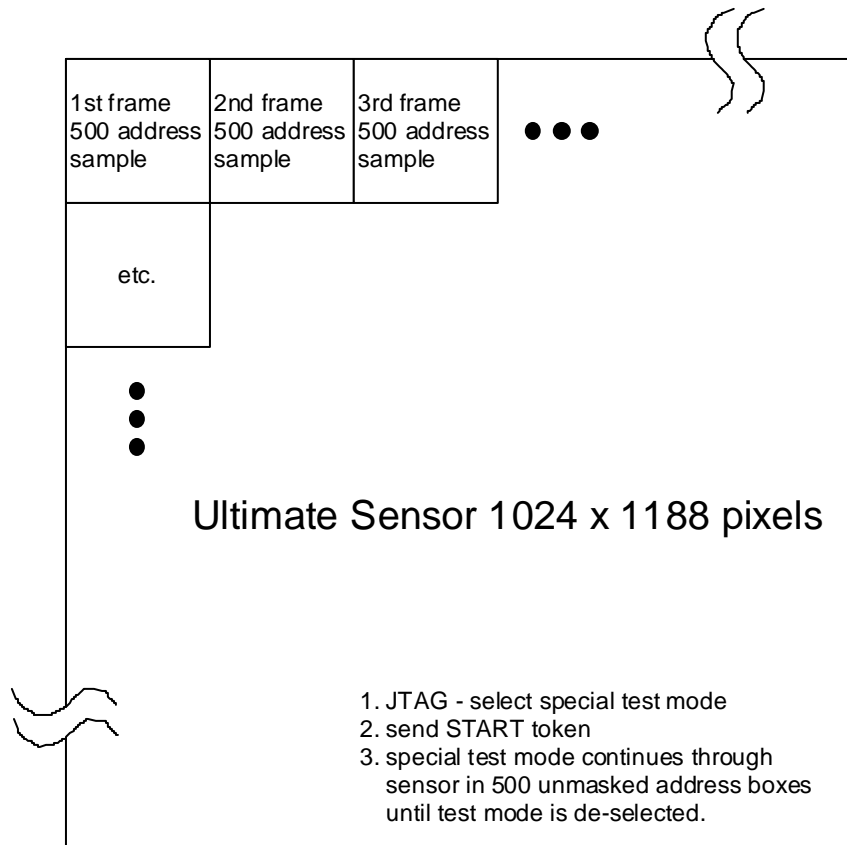 1st frame
500 address
sample
2nd frame
500 address
sample
3rd frame
500 address
sample
etc.
Ultimate Sensor 1024 x 1188 pixels
1. JTAG - select special test mode
2. send START token
3. special test mode continues through
sensor in 500 unmasked address boxes
until test mode is de-selected.